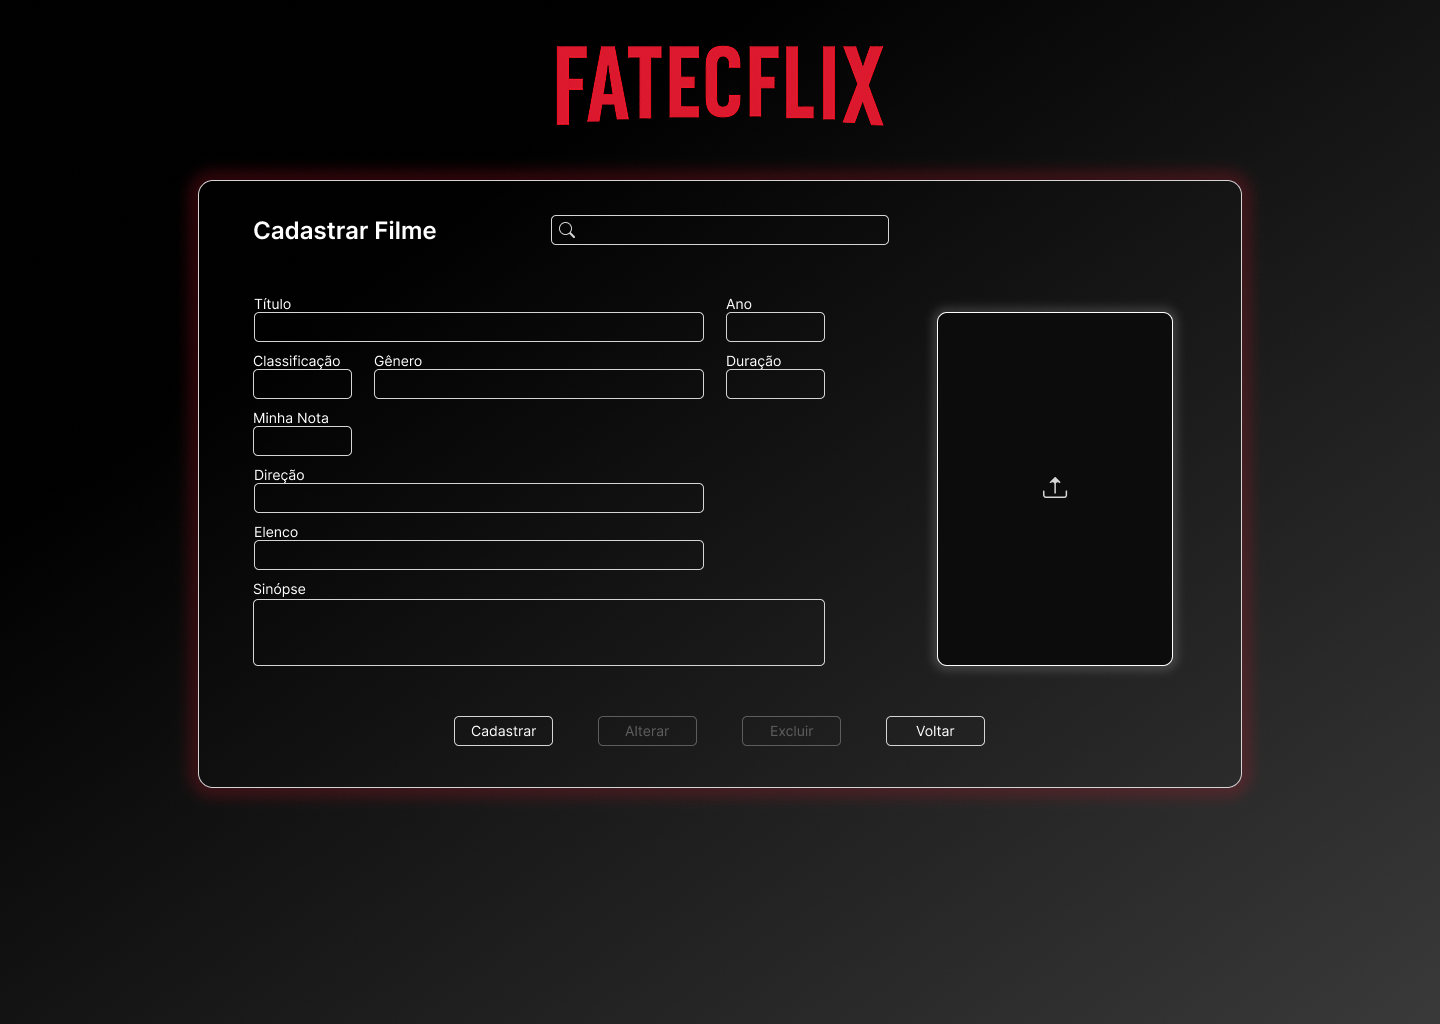 FATECFLIX
Cadastrar Filme
Título
Ano
Classificação
Gênero
Duração
Minha Nota
Direção
Elenco
Sinópse
Cadastrar
Alterar
Excluir
Voltar